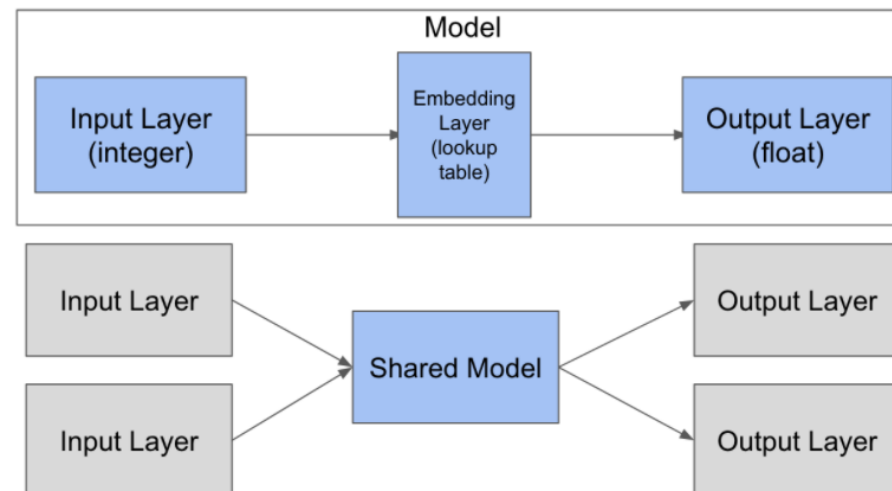 Model
Input Layer
(integer)
Embedding
Layer
(lookup
table)
Output Layer
(float)
Input Layer
Output Layer
Shared Model
Input Layer
Output Layer